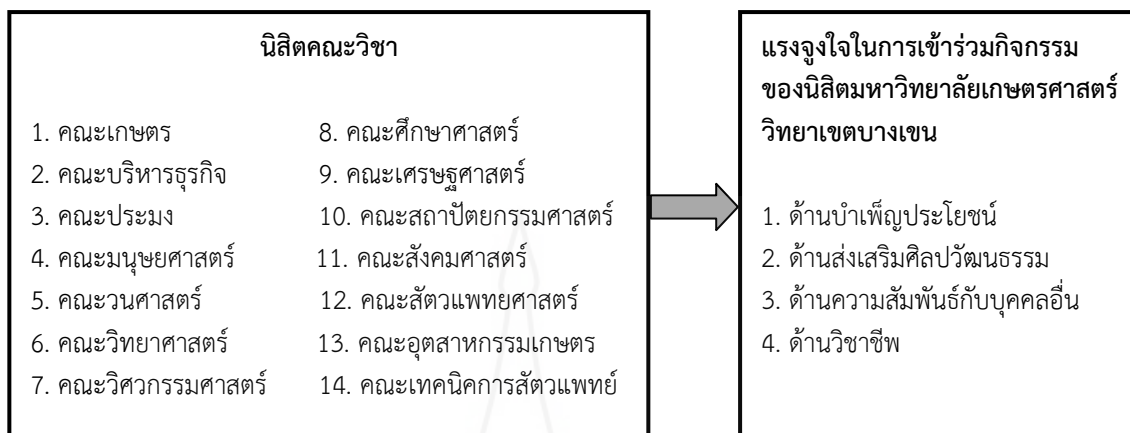 นิสิตคณะวิชา
1. คณะเกษตร
2. คณะบริหารธุรกิจ
3. คณะประมง
4. คณะมนุษยศาสตร์
5. คณะวนศาสตร์
6. คณะวิทยาศาสตร์
7. คณะวิศวกรรมศาสตร์
8. คณะศึกษาศาสตร์
9. คณะเศรษฐศาสตร์
10. คณะสถาปัตยกรรมศาสตร์
11. คณะสังคมศาสตร์
12. คณะสัตวแพทยศาสตร์
13. คณะอุตสาหกรรมเกษตร
14. คณะเทคนิคการสัตวแพทย์
แรงจูงใจในการเข้าร่วมกิจกรรม
ของนิสิตมหาวิทยาลัยเกษตรศาสตร์
วิทยาเขตบางเขน
1. ด้านบำเพ็ญประโยชน์
2. ด้านส่งเสริมศิลปวัฒนธรรม
3. ด้านความสัมพันธ์กับบุคคลอื่น
4. ด้านวิชาชีพ